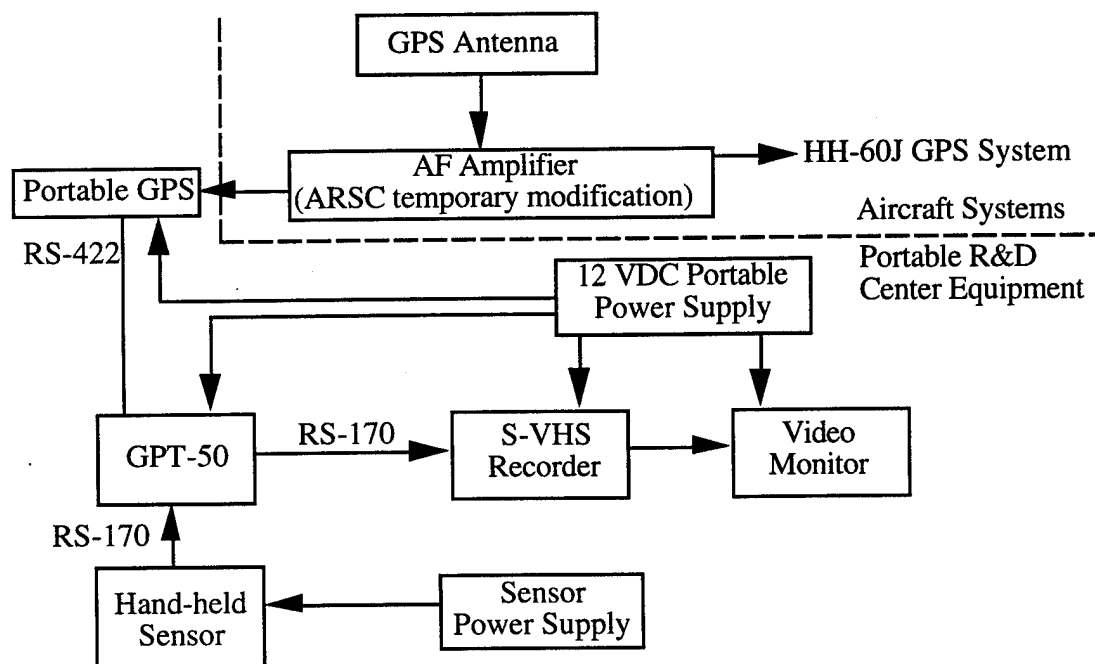 GPS Antenna
AF Amplifier
(ARSC temporary modification)
HH-60J GPS System
Portable GPS
Aircraft Systems
RS-422
Portable R&D
Center Equipment
12 VDC Portable
Power Supply
GPT-50
RS-170
S-VHS
Recorder
Video
Monitor
RS-170
Hand-held
Sensor
Sensor
Power Supply